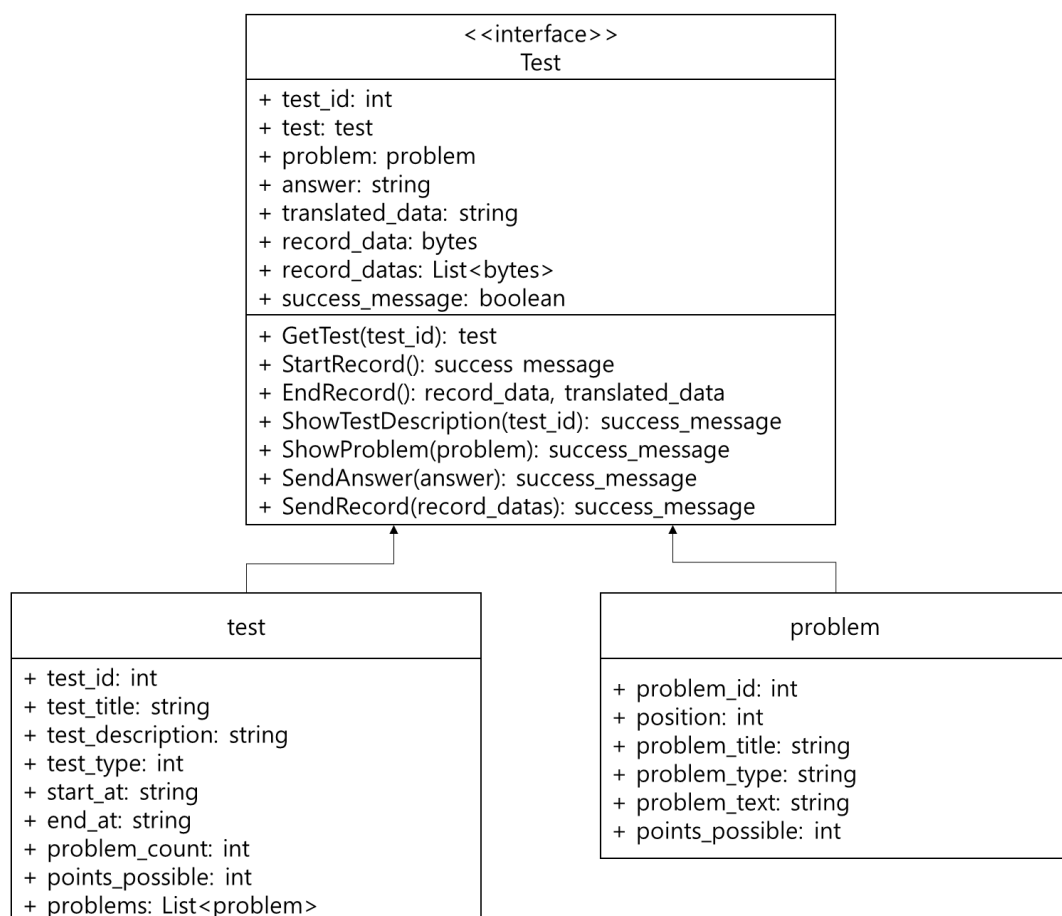 <<interface>>
Test
+ test_id: int
+ test: test
+ problem: problem
+ answer: string
+ translated_data: string
+ record_data: bytes
+ record_datas: List<bytes>
+ success_message: boolean
+ GetTest(test_id): test
+ StartRecord(): success message
+ EndRecord(): record_data, translated_data
+ ShowTestDescription(test_id): success_message
+ ShowProblem(problem): success_message
+ SendAnswer(answer): success_message
+ SendRecord(record_datas): success_message
test
+ test_id: int
+ test_title: string
+ test_description: string
+ test_type: int
+ start_at: string
+ end_at: string
+ problem_count: int
+ points_possible: int
+ problems: List<problem>
problem
+ problem_id: int
+ position: int
+ problem_title: string
+ problem_type: string
+ problem_text: string
+ points_possible: int